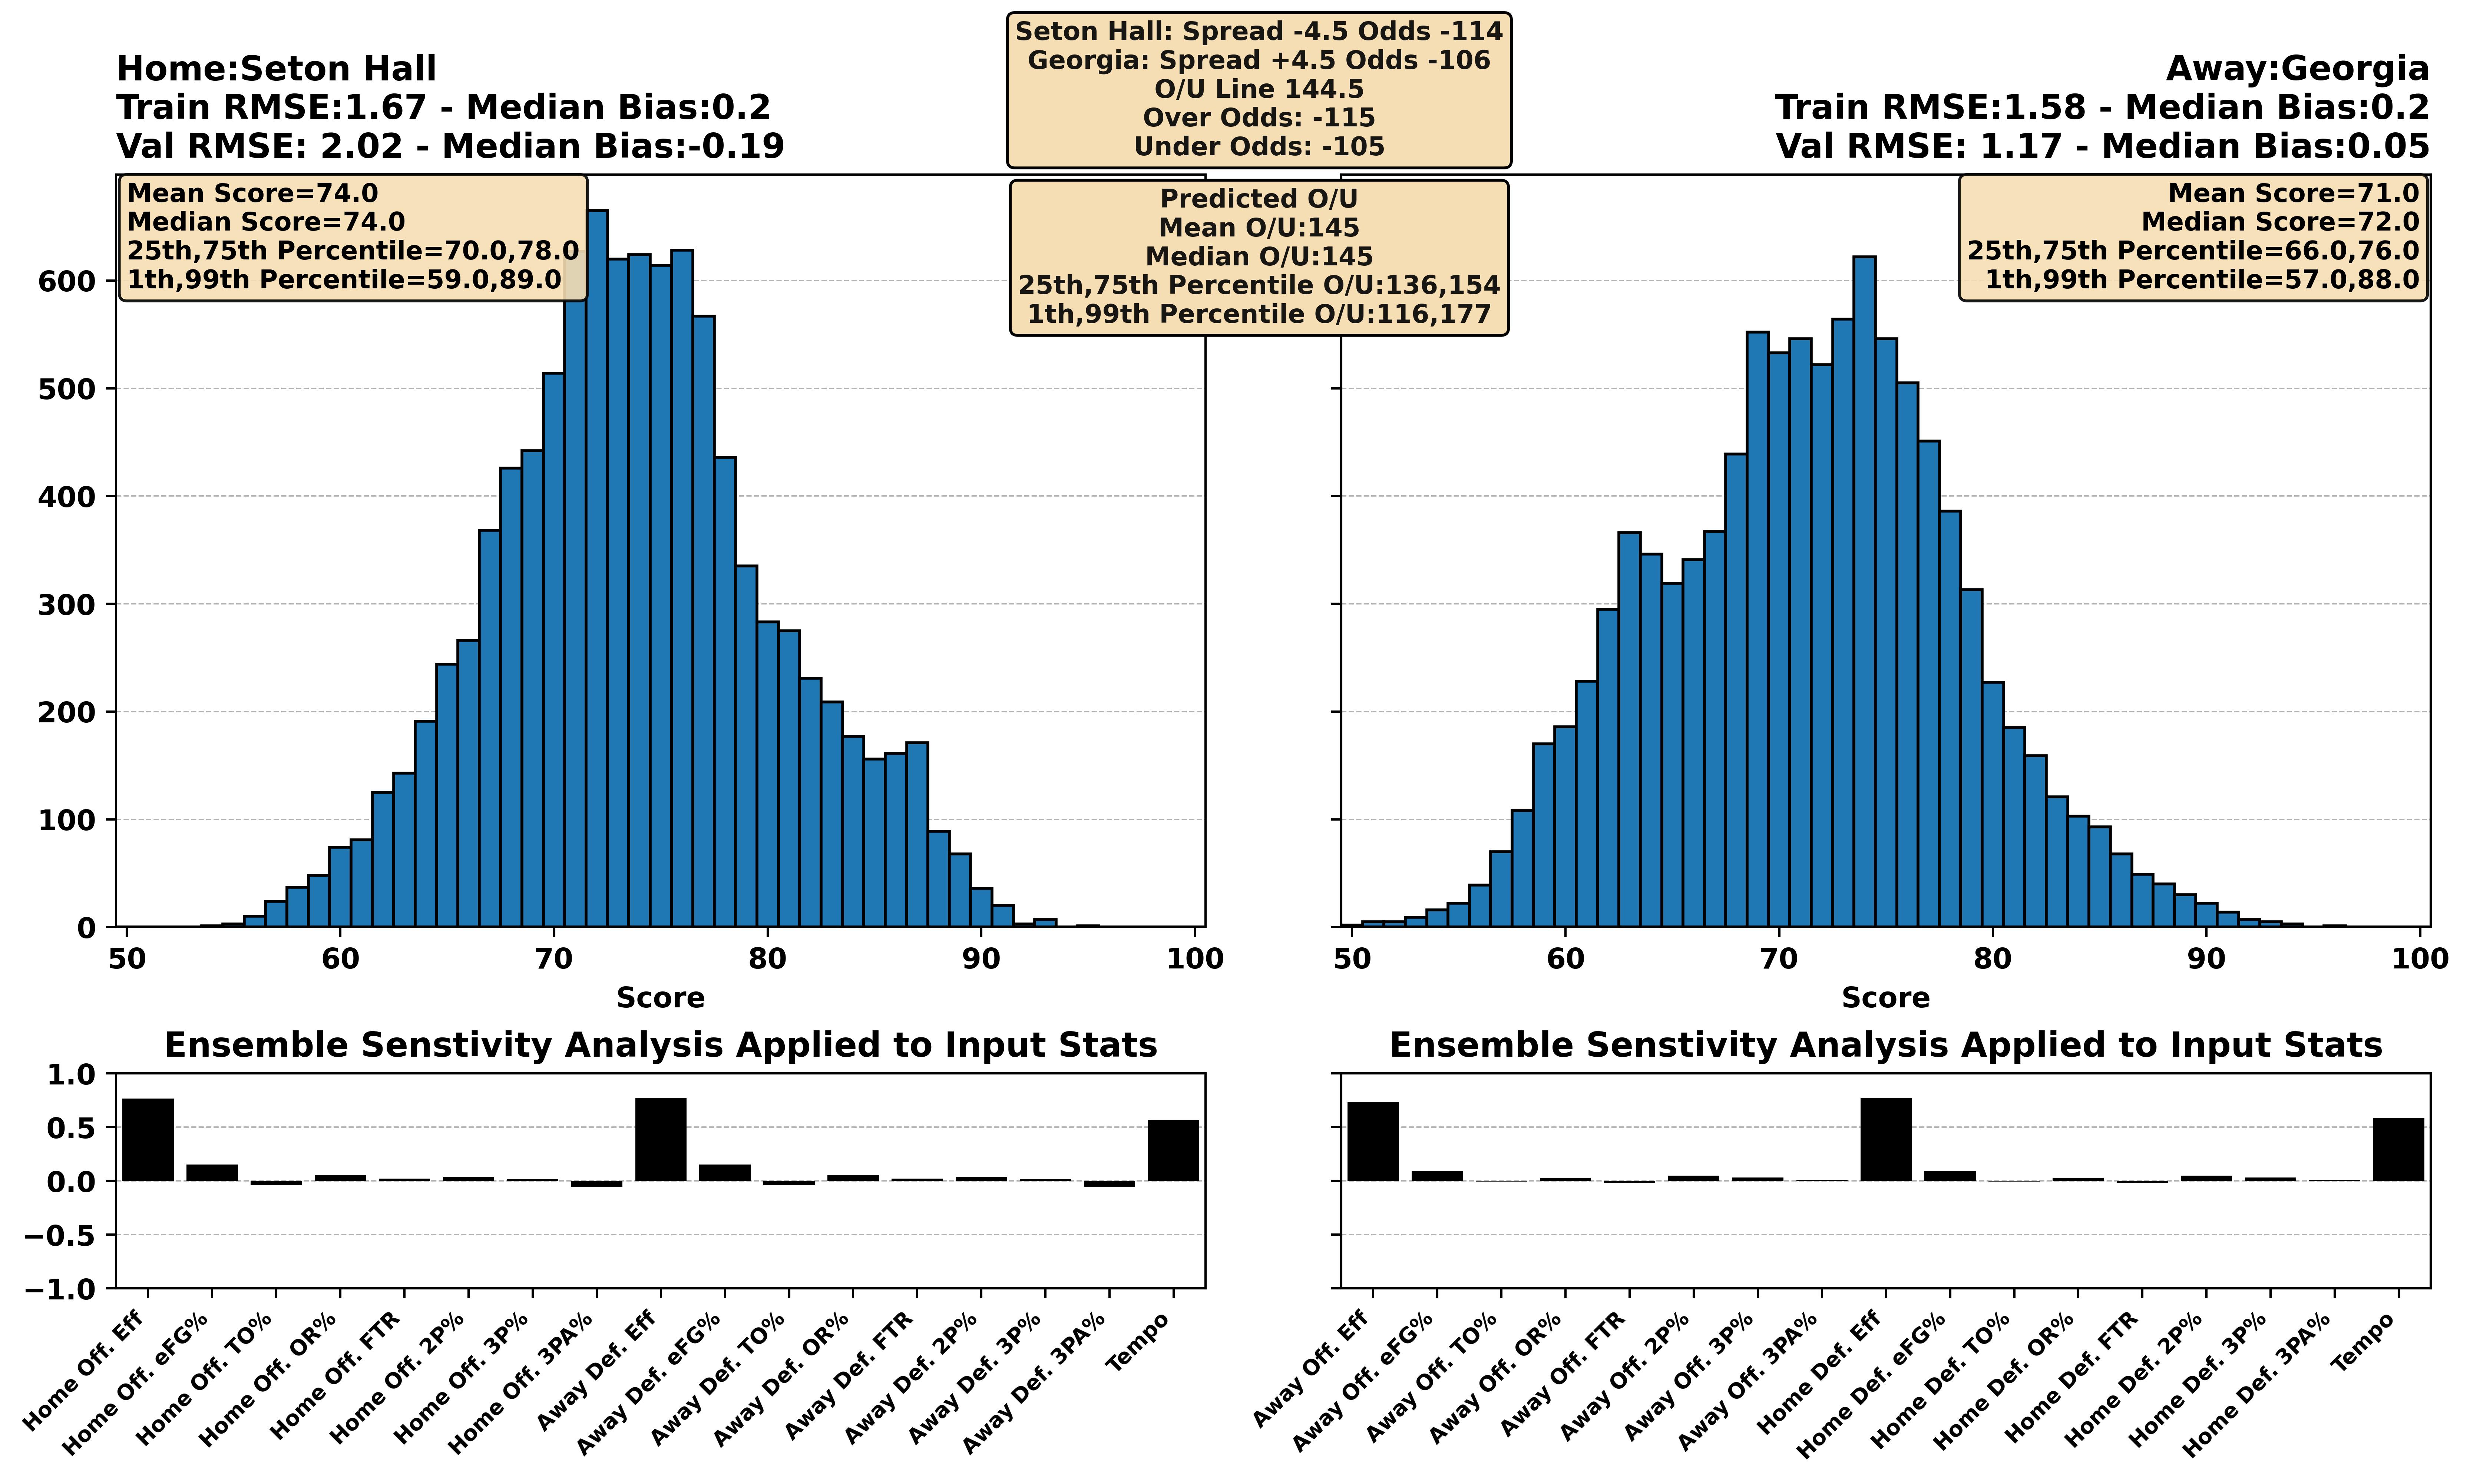 Seton Hall: Spread -4.5 Odds -114
Georgia: Spread +4.5 Odds -106
O/U Line 144.5
Over Odds: -115
Under Odds: -105
Home:Seton Hall
Train RMSE:1.67 - Median Bias:0.2
Val RMSE: 2.02 - Median Bias:-0.19
Away:Georgia
Train RMSE:1.58 - Median Bias:0.2
Val RMSE: 1.17 - Median Bias:0.05
Mean Score=74.0
Median Score=74.0
25th,75th Percentile=70.0,78.0
1th,99th Percentile=59.0,89.0
Predicted O/U
Mean O/U:145
Median O/U:145
25th,75th Percentile O/U:136,154
1th,99th Percentile O/U:116,177
Mean Score=71.0
Median Score=72.0
25th,75th Percentile=66.0,76.0
1th,99th Percentile=57.0,88.0
600
500
400
300
200
100
0
50 60 70 80 90 100
Score
50 60 70 80 90 100
Score
Ensemble Senstivity Analysis Applied to Input Stats
Ensemble Senstivity Analysis Applied to Input Stats
1.0
0.5
0.0
−0.5
−1.0
Home Off. Eff
Home Off. eFG%
Home Off. TO%
Home Off. OR%
Home Off. FTR
Home Off. 2P%
Home Off. 3P%
Home Off. 3PA%
Away Def. Eff
Away Def. eFG%
Away Def. TO%
Away Def. OR%
Away Def. FTR
Away Def. 2P%
Away Def. 3P%
Away Def. 3PA%
Tempo
Away Off. Eff
Away Off. eFG%
Away Off. TO%
Away Off. OR%
Away Off. FTR
Away Off. 2P%
Away Off. 3P%
Away Off. 3PA%
Home Def. Eff
Home Def. eFG%
Home Def. TO%
Home Def. OR%
Home Def. FTR
Home Def. 2P%
Home Def. 3P%
Home Def. 3PA%
Tempo